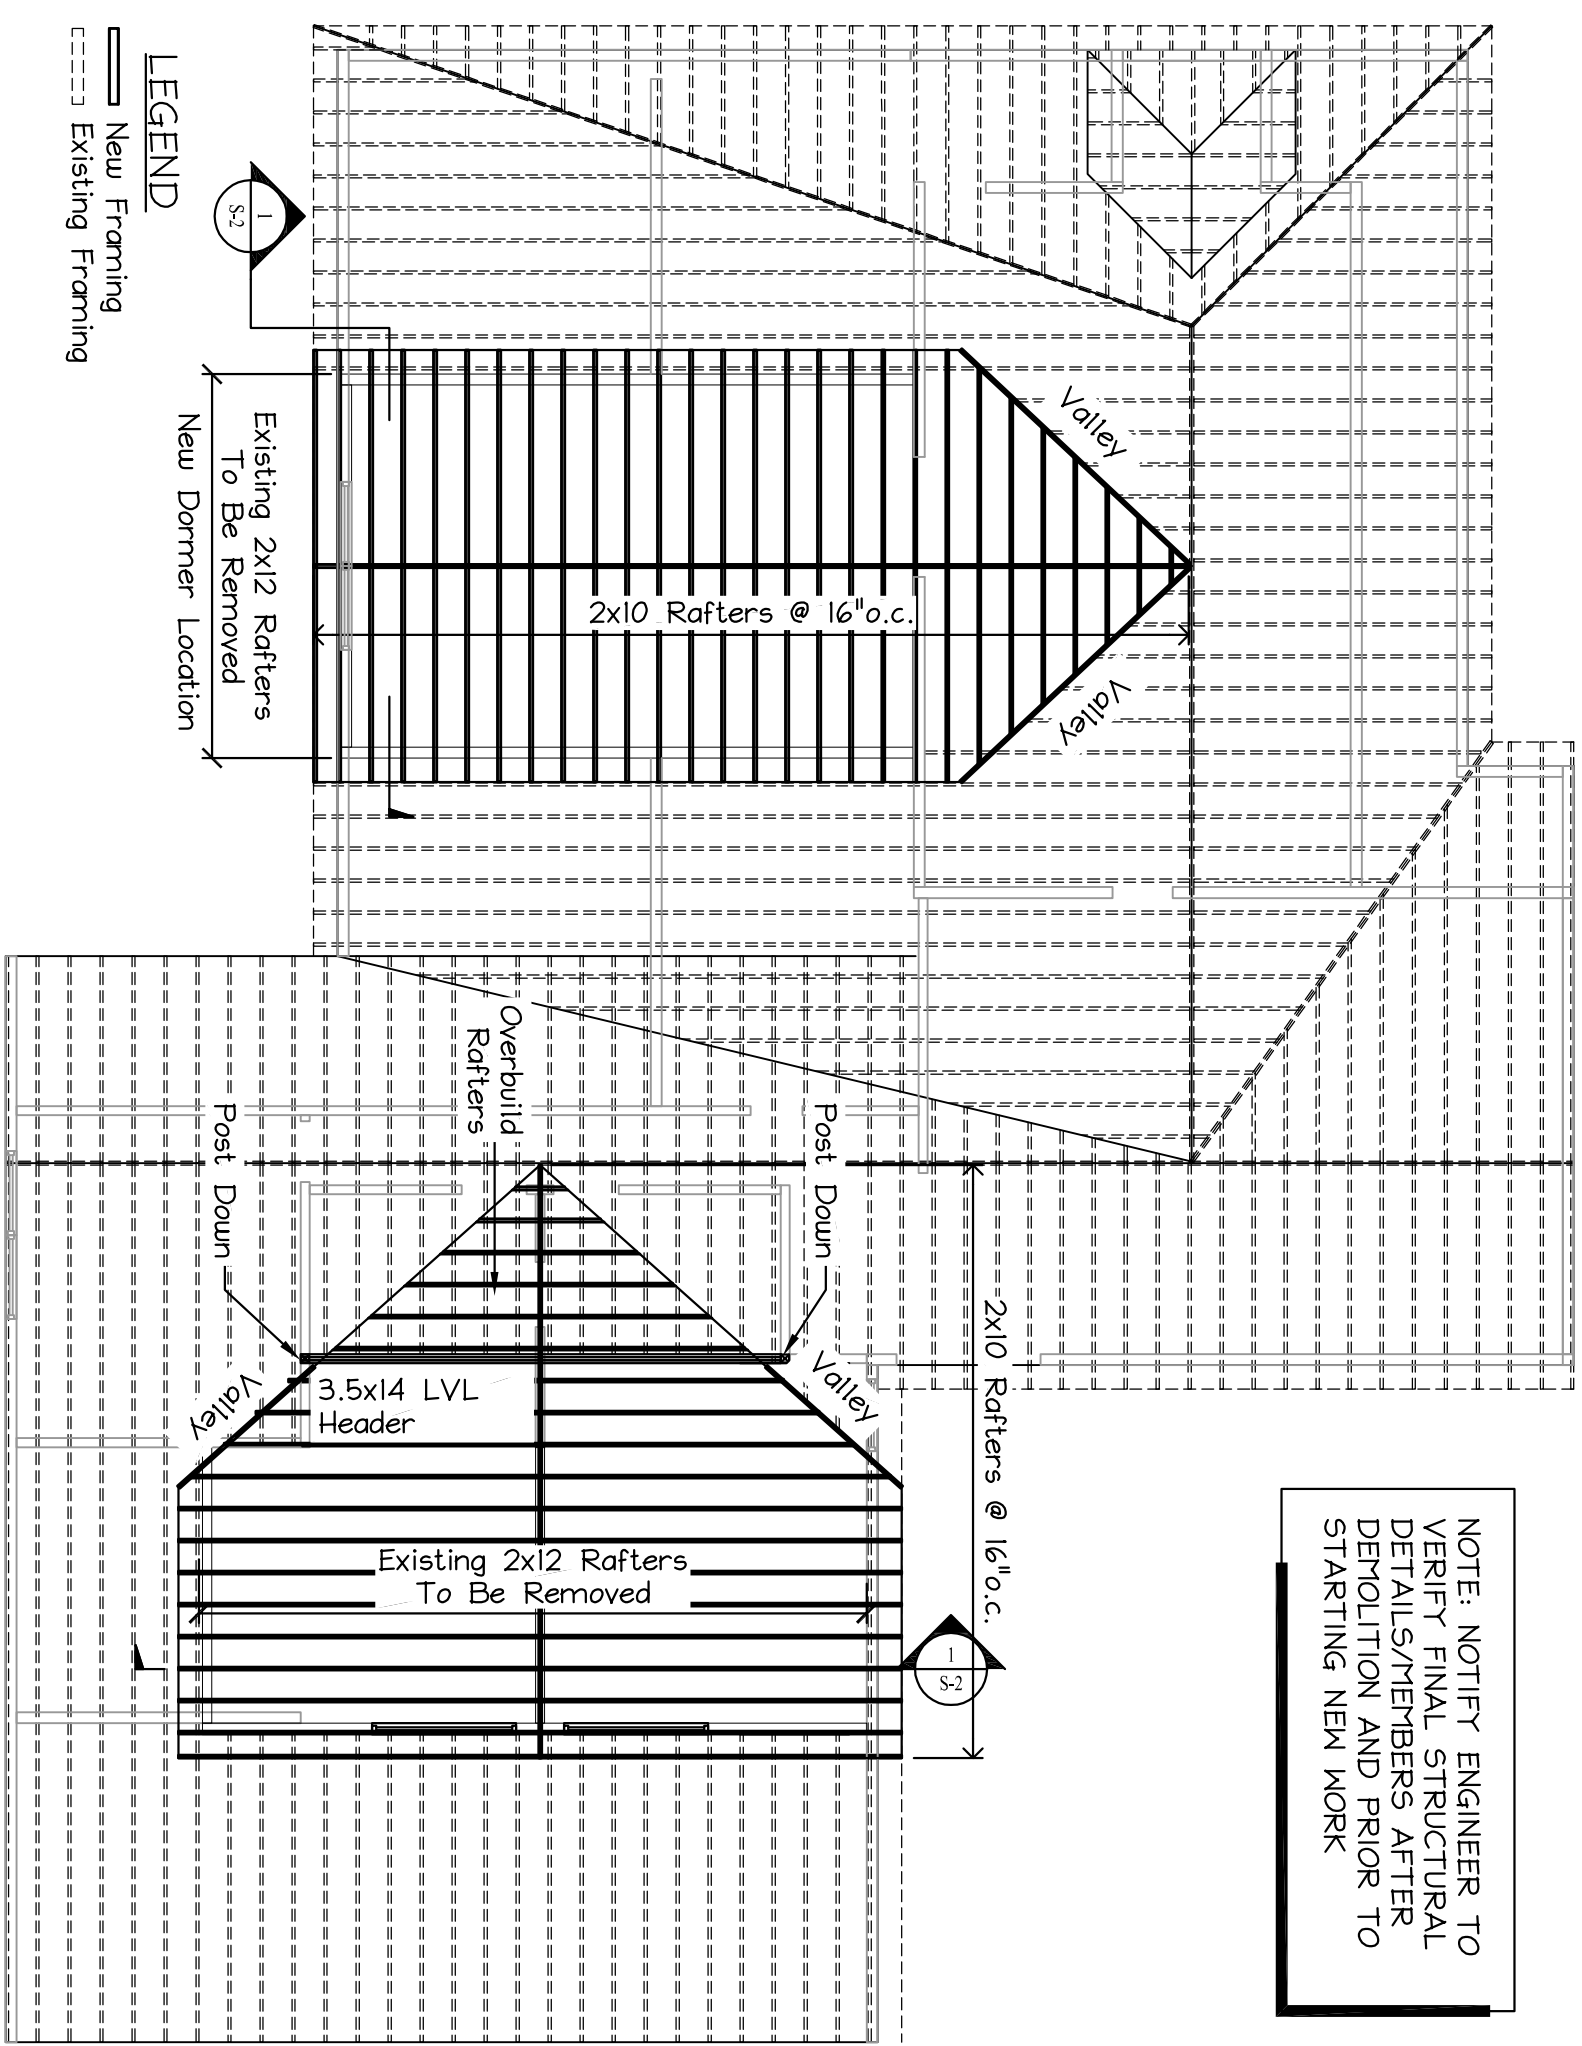 LEGEND
New Framing
Existing Framing
1
S-2
Existing 2x12 Rafters
To Be Removed
New Dormer Location
Valley
Valley
2x10 Rafters @ 16"o.c.
Overbuild
Rafters
Post Down
Post Down
Valley
Valley
3.5x14 LVL
Header
2x10 Rafters @ 16"o.c.
Existing 2x12 Rafters
To Be Removed
1
S-2
NOTE: NOTIFY ENGINEER TO
VERIFY FINAL STRUCTURAL
DETAILS/MEMBERS AFTER
DEMOLITION AND PRIOR TO
STARTING NEW WORK